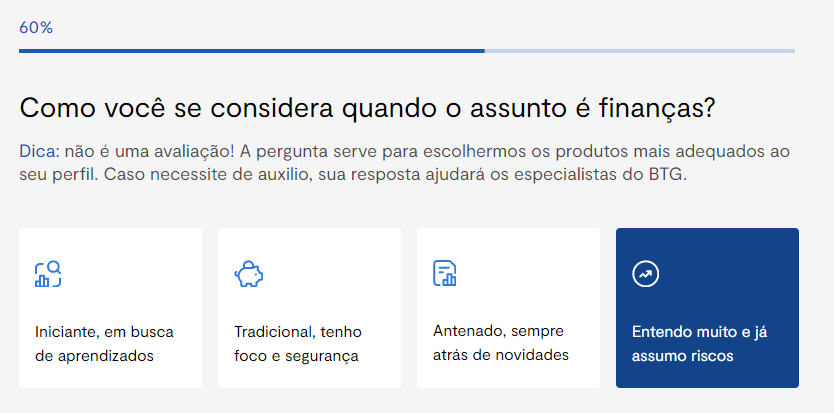 60%
Como você se considera quando o assunto é finanças?
Dica: não é uma avaliação! A pergunta serve para escolhermos os produtos mais adequados ao
seu perfil. Caso necessite de auxilio, sua resposta ajudará os especialistas do BTG.
Iniciante, em busca
de aprendizados
Tradicional, tenho
foco e segurança
Antenado, sempre
atrás de novidades
Entendo muito e já
assumo riscos